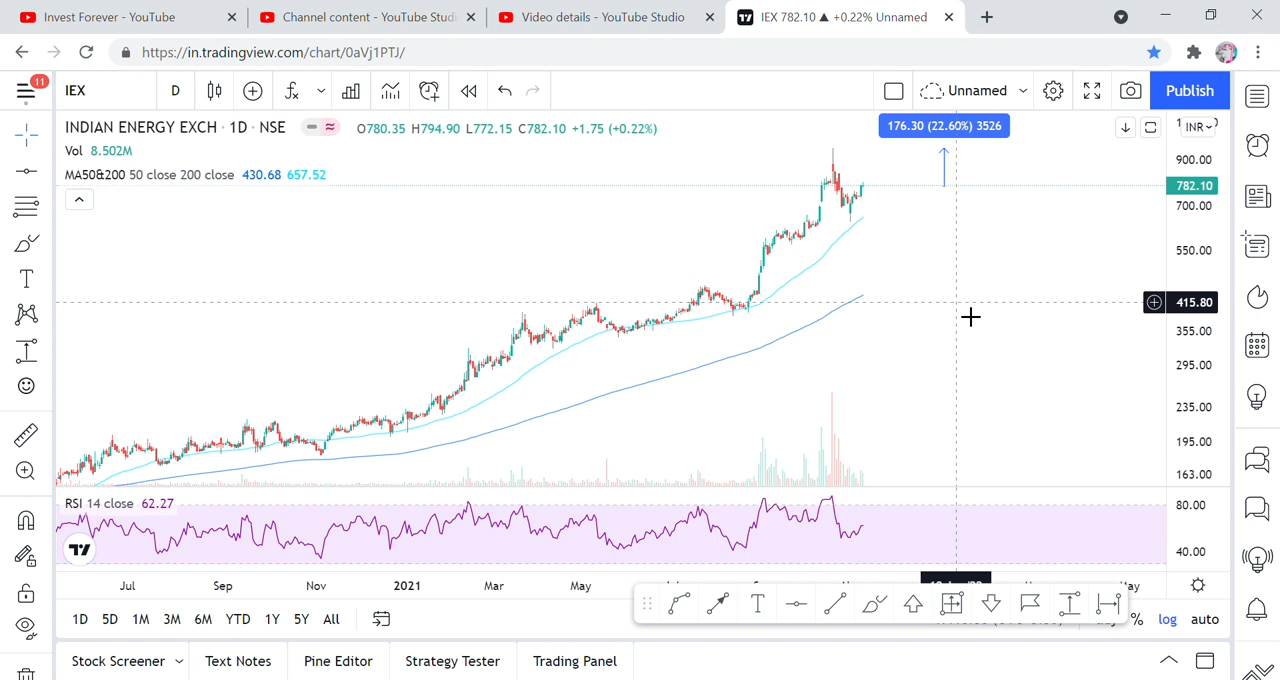 Invest Forever - YouTube
Channel content - YouTube Studi
Video details - YouTube Studio
IEX 782.10 ▲ +0.22% Unnamed
https://in.tradingview.com/chart/0aVj1PTJ/
11
IEX D Unnamed Publish
INDIAN ENERGY EXCH · 1D · NSE O780.35 H794.90 L772.15 C782.10 +1.75 (+0.22%)
176.30 (22.60%) 3526
INR
Vol 8.502M
MA50&200 50 close 200 close 430.68 657.52
900.00
782.10
700.00
550.00
415.80
355.00
295.00
235.00
195.00
163.00
RSI 14 close 62.27
80.00
40.00
Jul Sep Nov 2021 Mar May
1D 5D 1M 3M 6M YTD 1Y 5Y All
% log auto
Stock Screener Text Notes Pine Editor Strategy Tester Trading Panel